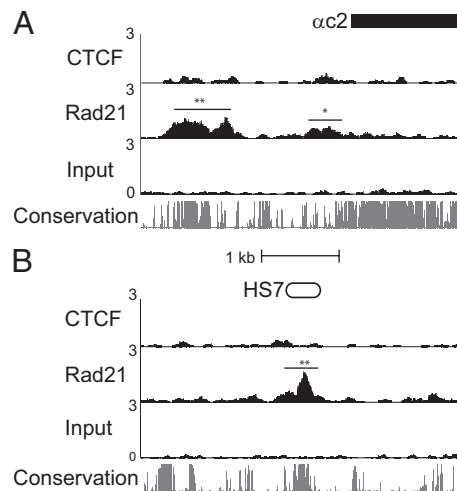 A
αc2
CTCF
3
Rad21
3
**
*
Input
3
0
Conservation
1 kb
B
HS7
CTCF
3
Rad21
3
**
Input
3
0
Conservation